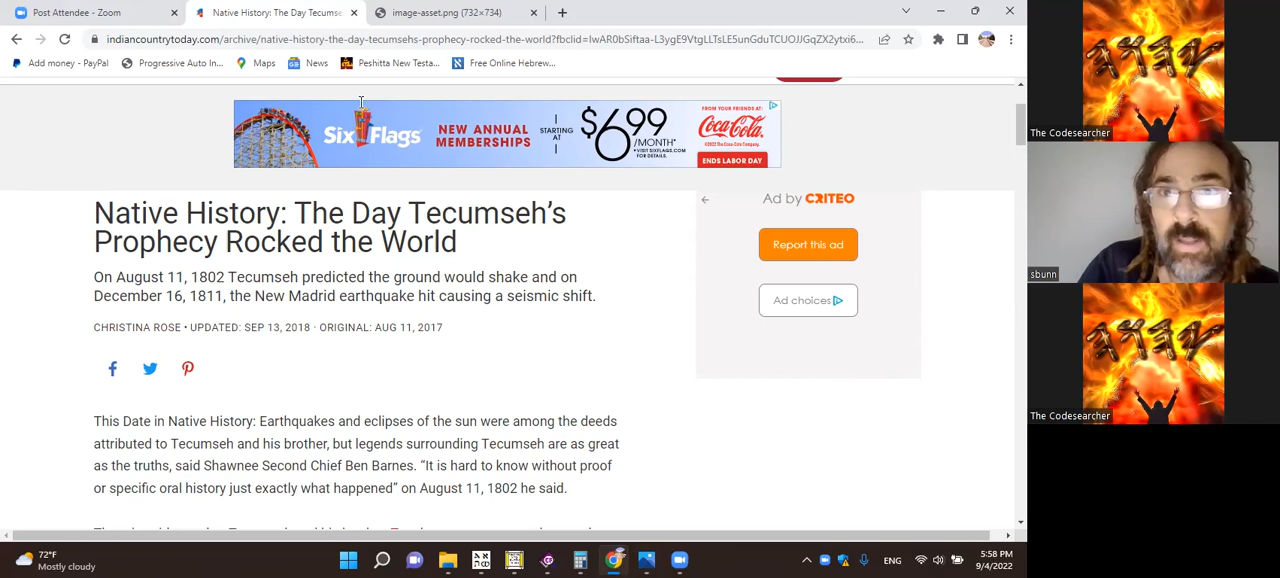 Post Attendee - Zoom
Native History: The Day Tecumse
image-asset.png (732×734)
indiancountrytoday.com/archive/native-history-the-day-tecumsehs-prophecy-rocked-the-world?fbclid=IwAR0bSiftaa-L3ygE9VtgLLTsLE5unGduTCUOJJGqZX2ytxi6...
Add money - PayPal
Progressive Auto In...
Maps
News
Peshitta New Testa...
Free Online Hebrew...
Six Flags
NEW ANNUAL
MEMBERSHIPS
STARTING
AT
$6.99
/MONTH*
• VISIT SIXFLAGS.COM
FOR DETAILS.
FROM YOUR FRIENDS AT:
Coca-Cola
ENDS LABOR DAY
Native History: The Day Tecumseh's
Prophecy Rocked the World
On August 11, 1802 Tecumseh predicted the ground would shake and on
December 16, 1811, the New Madrid earthquake hit causing a seismic shift.
CHRISTINA ROSE • UPDATED: SEP 13, 2018 · ORIGINAL: AUG 11, 2017
This Date in Native History: Earthquakes and eclipses of the sun were among the deeds
attributed to Tecumseh and his brother, but legends surrounding Tecumseh are as great
as the truths, said Shawnee Second Chief Ben Barnes. “It is hard to know without proof
or specific oral history just exactly what happened” on August 11, 1802 he said.
Ad by CRITEO
Report this ad
Ad choices
The Codesearcher
sbunn
The Codesearcher
72°F
Mostly cloudy
ENG
5:58 PM
9/4/2022